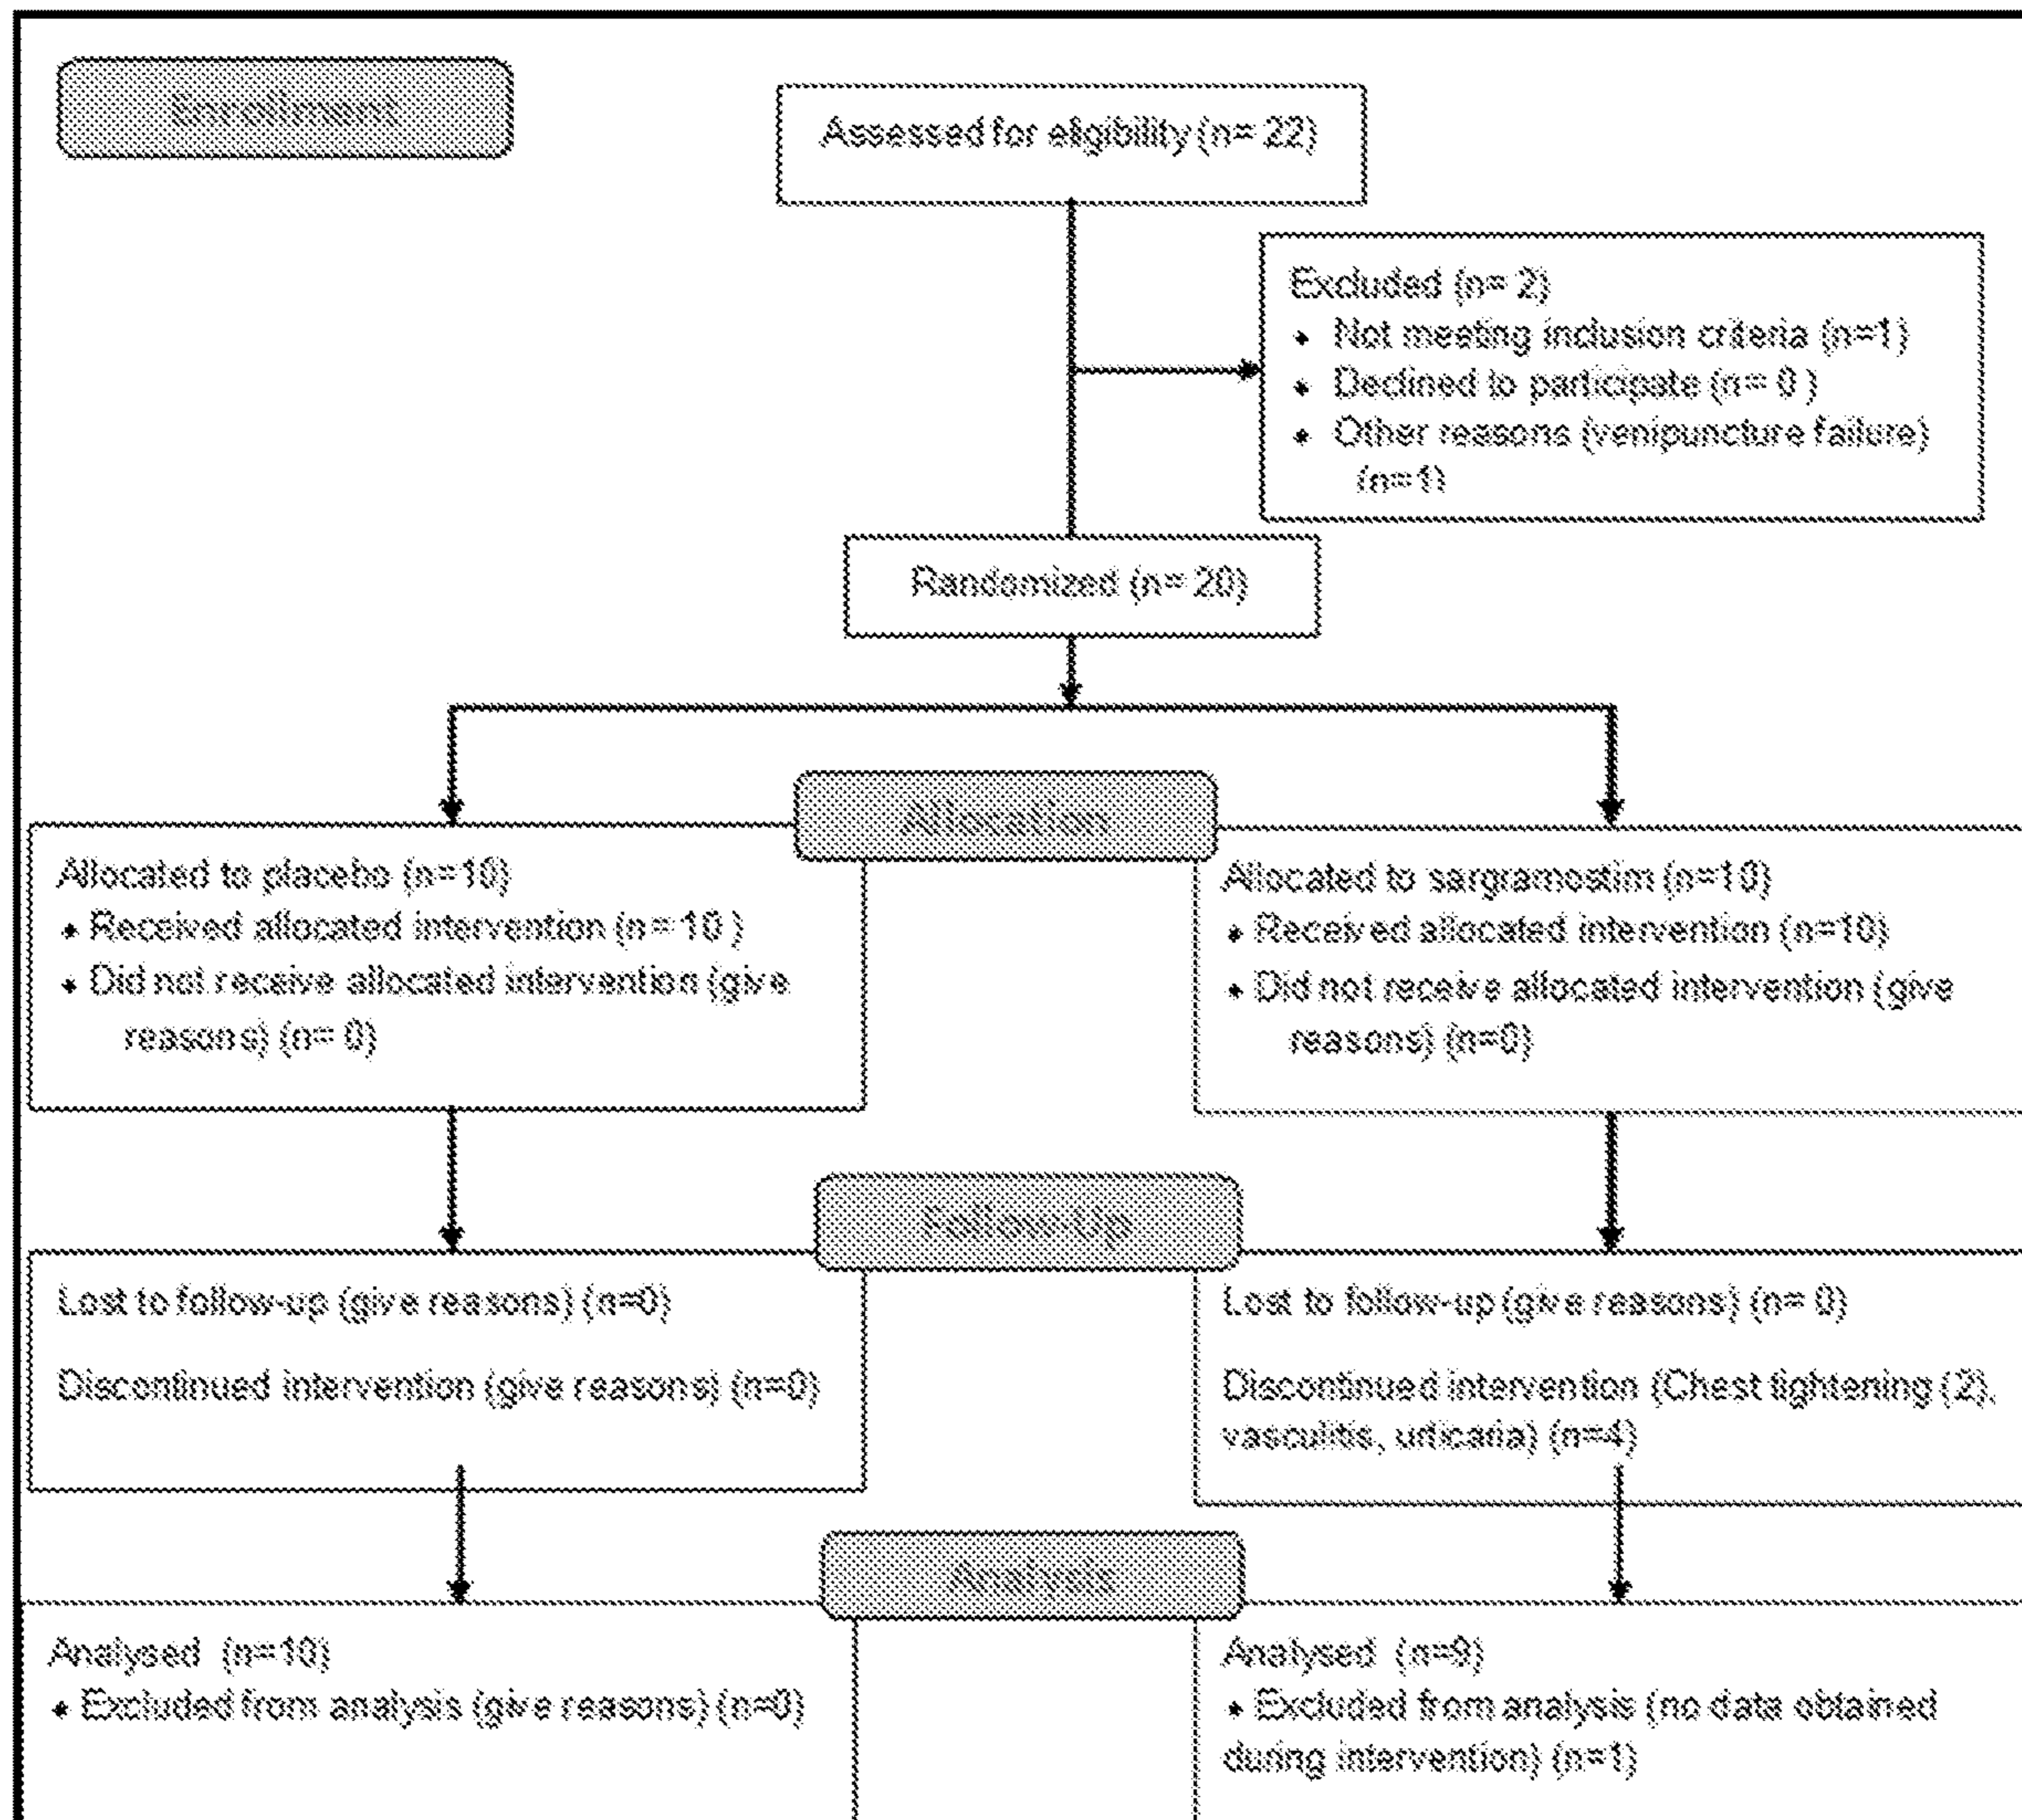 Enrollment
Assessed for eligibility (n= 22)
Excluded (n= 2)
• Not meeting inclusion criteria (n=1)
• Declined to participate (n= 0 )
• Other reasons (venipuncture failure)
(n=1)
Randomized (n= 20)
Allocation
Allocated to placebo (n=10)
• Received allocated intervention (n= 10 )
• Did not receive allocated intervention (give
reasons) (n= 0)
Allocated to sargramostim (n=10)
• Received allocated intervention (n=10)
• Did not receive allocated intervention (give
reasons) (n=0)
Follow-Up
Lost to follow-up (give reasons) (n=0)
Discontinued intervention (give reasons) (n=0)
Lost to follow-up (give reasons) (n= 0)
Discontinued intervention (Chest tightening (2),
vasculitis, urticaria) (n=4)
Analysis
Analysed (n=10)
• Excluded from analysis (give reasons) (n=0)
Analysed (n=9)
• Excluded from analysis (no data obtained
during intervention) (n=1)